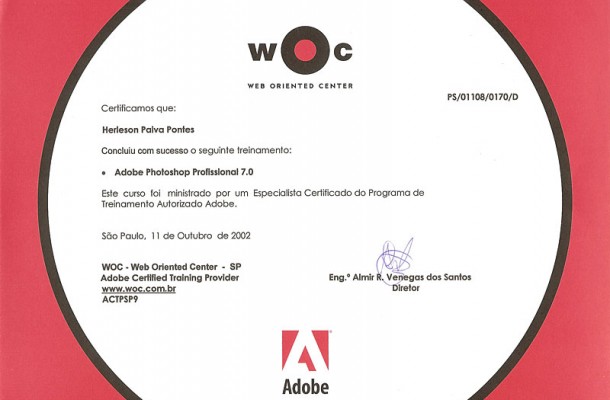 WOC
WEB ORIENTED CENTER
PS/01108/0170/D
Certificamos que:
Herleson Paiva Pontes
Concluiu com sucesso o seguinte treinamento:
• Adobe Photoshop Profissional 7.0
Este curso foi ministrado por um Especialista Certificado do Programa de
Treinamento Autorizado Adobe.
São Paulo, 11 de Outubro de 2002
WOC - Web Oriented Center - SP
Adobe Certified Training Provider
www.woc.com.br
ACTPSP9
Eng.º Almir R. Venegas dos Santos
Diretor
Adobe